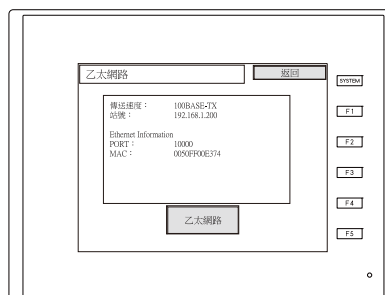 乙太網路
返回
傳送速度： 100BASE-TX
站號： 192.168.1.200
Ethernet Information
PORT： 10000
MAC： 0050FF00E374
乙太網路
SYSTEM
F1
F2
F3
F4
F5